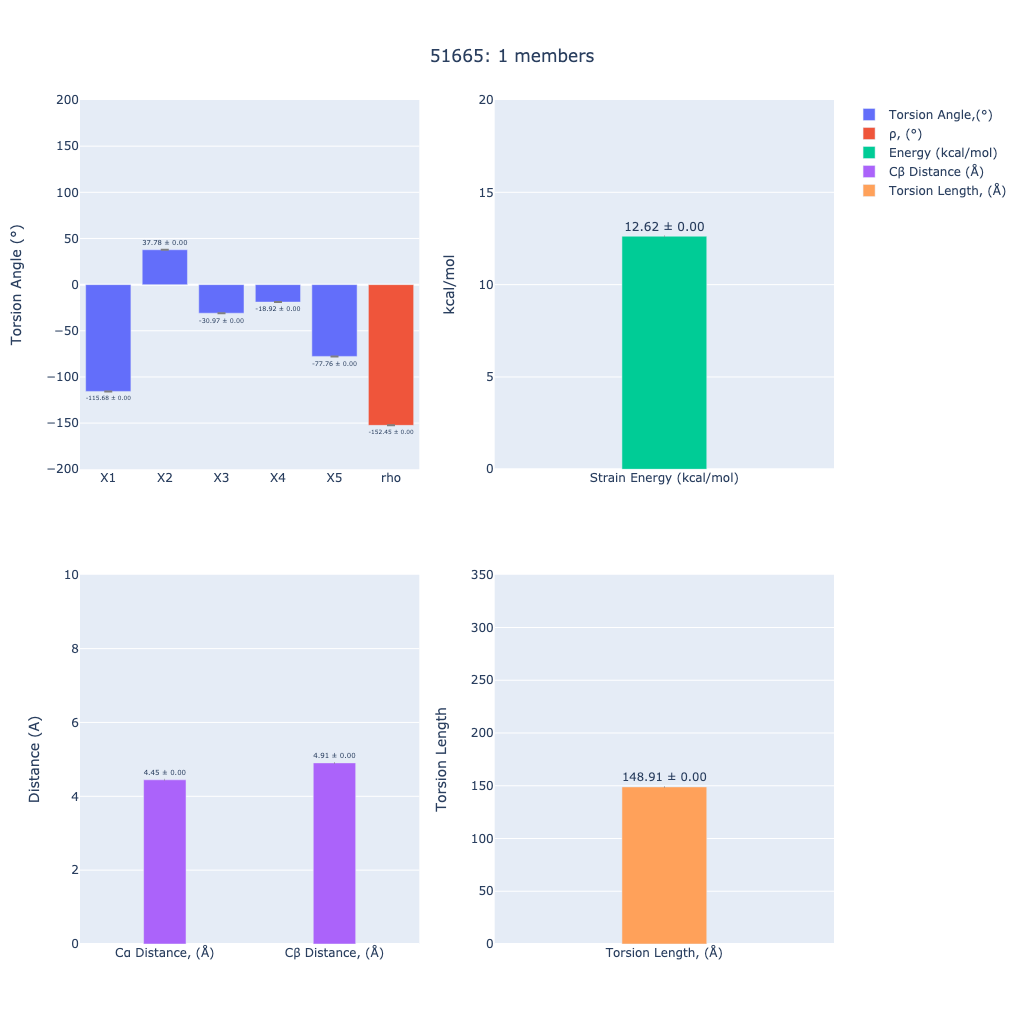 51665: 1 members
200
150
100
50
0
−50
−100
−150
−200
Torsion Angle (°)
-115.68 ± 0.00
37.78 ± 0.00
-30.97 ± 0.00
-18.92 ± 0.00
-77.76 ± 0.00
-152.45 ± 0.00
X1 X2 X3 X4 X5 rho
20
15
10
5
0
kcal/mol
12.62 ± 0.00
Strain Energy (kcal/mol)
Torsion Angle,(°)
ρ, (°)
Energy (kcal/mol)
Cβ Distance (Å)
Torsion Length, (Å)
10
8
6
4
2
0
Distance (A)
4.45 ± 0.00
4.91 ± 0.00
Cα Distance, (Å) Cβ Distance, (Å)
350
300
250
200
150
100
50
0
Torsion Length
148.91 ± 0.00
Torsion Length, (Å)